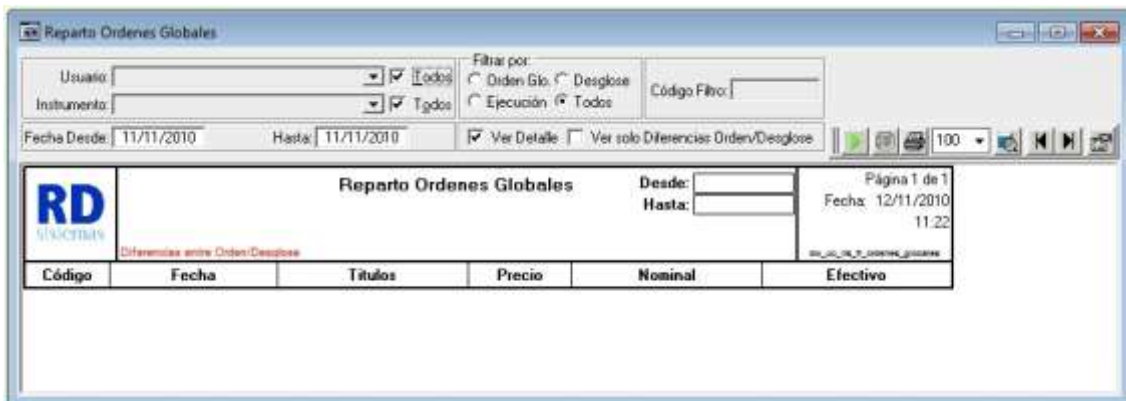 Reparto Ordenes Globales
Usuario: Todos
Instrumento: Todos
Filtrar por:
Orden Glo. Desglose
Ejecución Todos
Código Filtro:
Fecha Desde: 11/11/2010 Hasta: 11/11/2010
Ver Detalle Ver solo Diferencias Orden/Desglose
100
RD
sistemas
Reparto Ordenes Globales
Desde:
Hasta:
Página 1 de 1
Fecha: 12/11/2010
11:22
Diferencias entre Orden/Desglose
Código Fecha Títulos Precio Nominal Efectivo